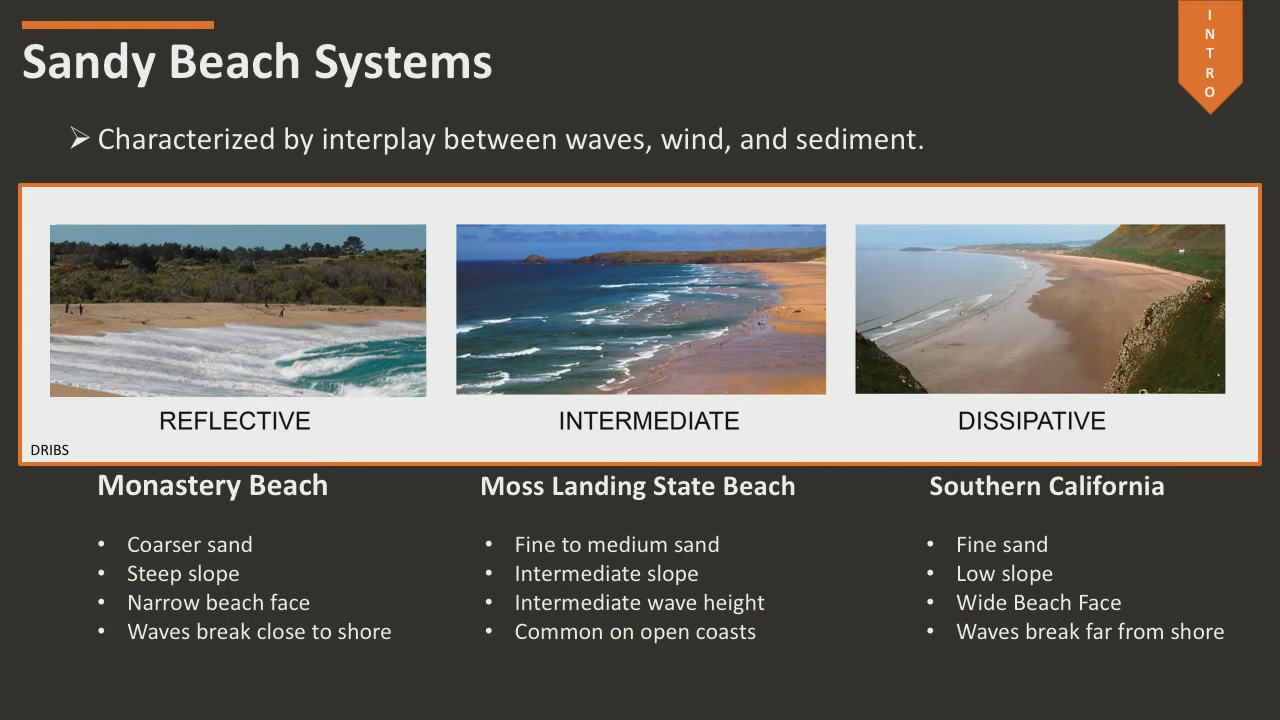 INTRO
Sandy Beach Systems
➢ Characterized by interplay between waves, wind, and sediment.
REFLECTIVE
INTERMEDIATE
DISSIPATIVE
DRIBS
Monastery Beach
• Coarser sand
• Steep slope
• Narrow beach face
• Waves break close to shore
Moss Landing State Beach
• Fine to medium sand
• Intermediate slope
• Intermediate wave height
• Common on open coasts
Southern California
• Fine sand
• Low slope
• Wide Beach Face
• Waves break far from shore